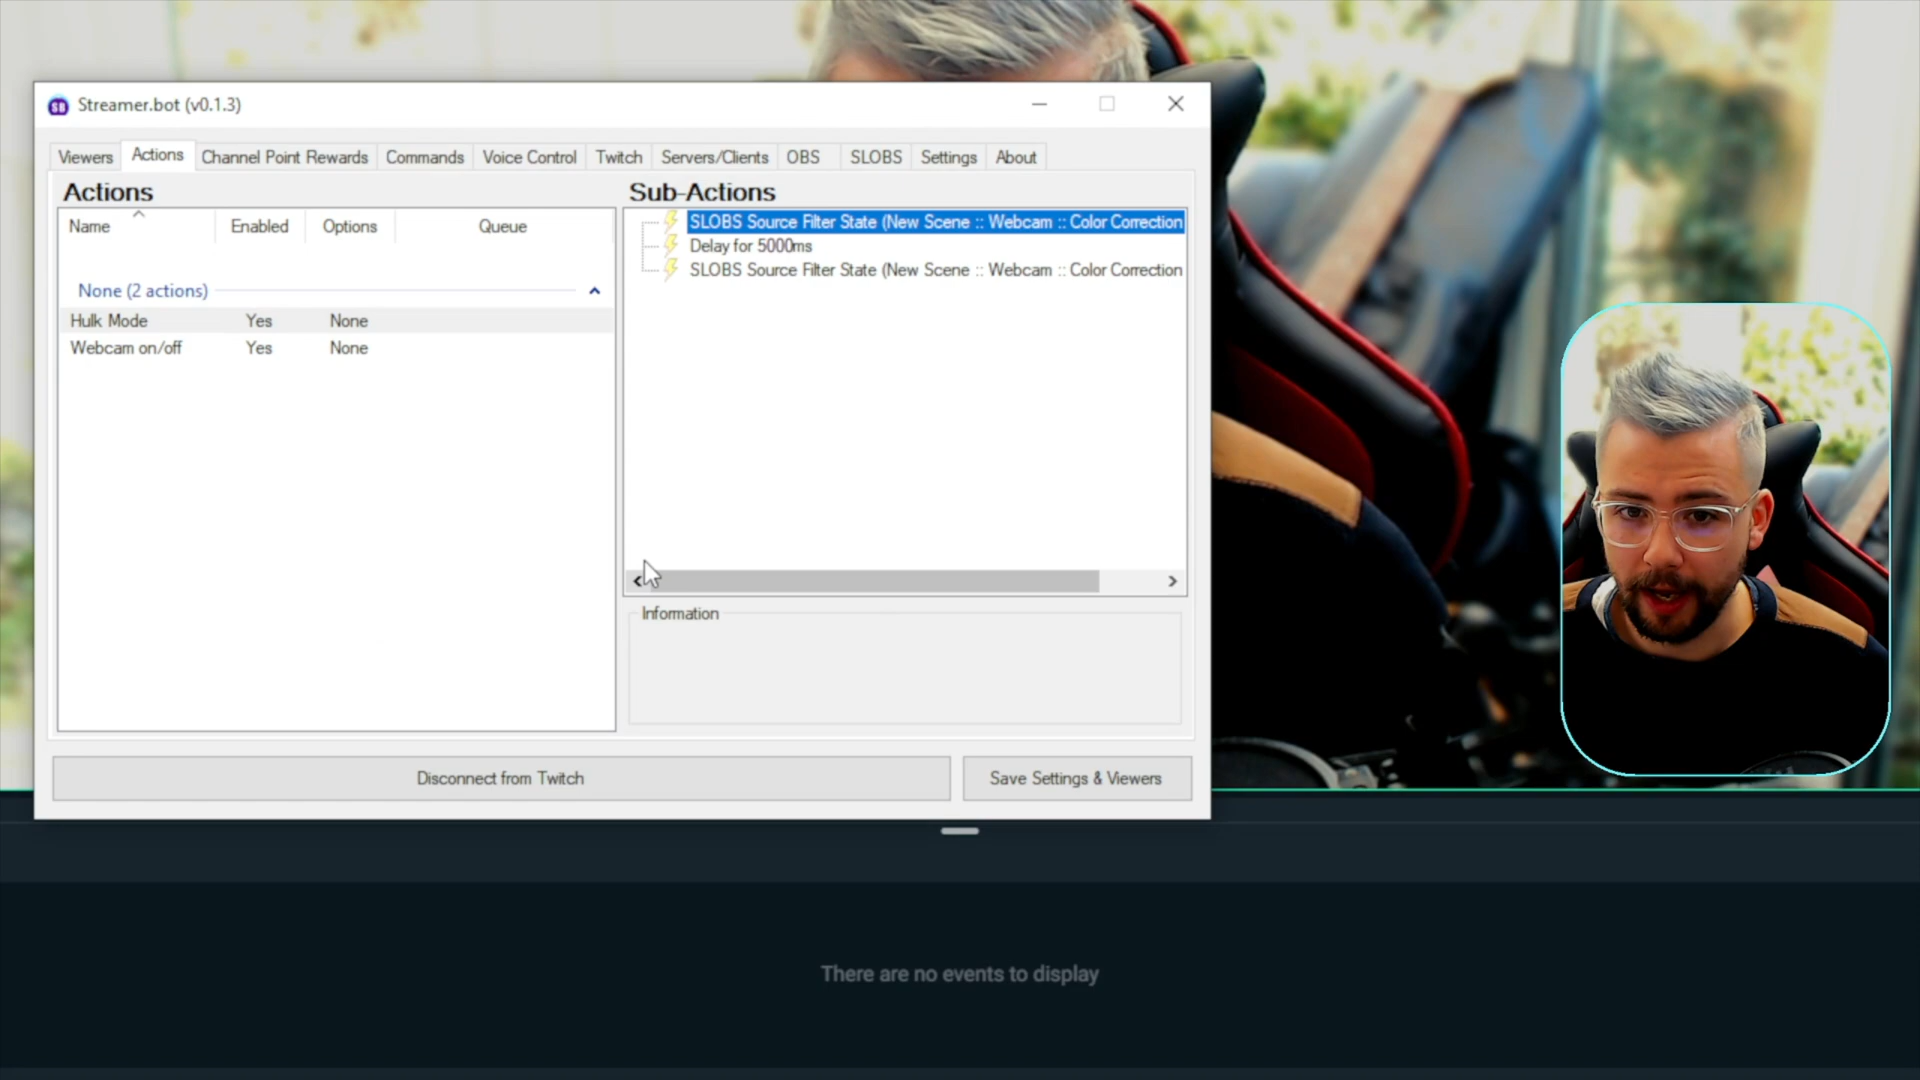 SB Streamer.bot (v0.1.3)
Viewers Actions Channel Point Rewards Commands Voice Control Twitch Servers/Clients OBS SLOBS Settings About
Actions
Name Enabled Options Queue
None (2 actions)
Hulk Mode Yes None
Webcam on/off Yes None
Sub-Actions
SLOBS Source Filter State (New Scene :: Webcam :: Color Correction
Delay for 5000ms
SLOBS Source Filter State (New Scene :: Webcam :: Color Correction
Information
Disconnect from Twitch
Save Settings & Viewers
There are no events to display